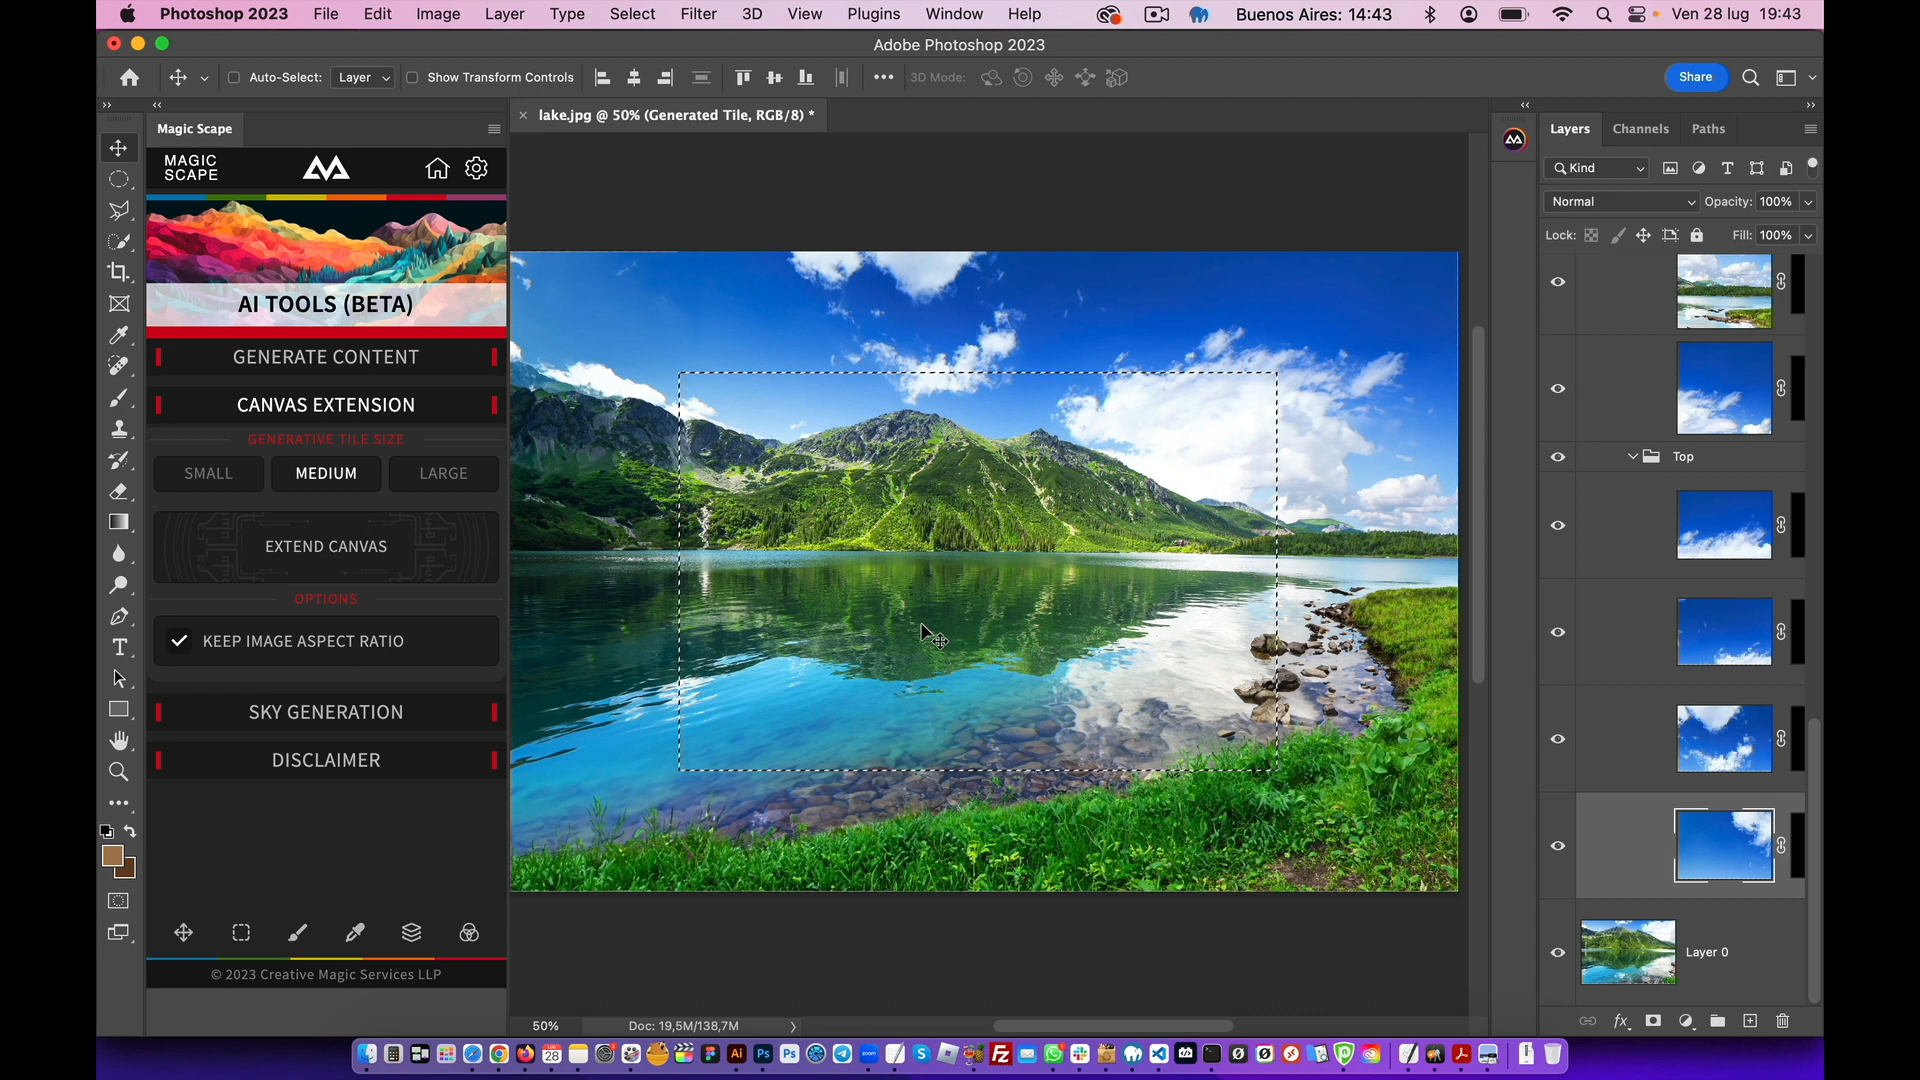 Photoshop 2023 File Edit Image Layer Type Select Filter 3D View Plugins Window Help Buenos Aires: 14:43 Ven 28 lug 19:43
Adobe Photoshop 2023
Auto-Select: Layer Show Transform Controls 3D Mode: Share
Magic Scape
lake.jpg @ 50% (Generated Tile, RGB/8) *
Layers Channels Paths
MAGIC
SCAPE
Kind
Normal Opacity: 100%
Lock: Fill: 100%
AI TOOLS (BETA)
GENERATE CONTENT
CANVAS EXTENSION
GENERATIVE TILE SIZE
SMALL MEDIUM LARGE
EXTEND CANVAS
OPTIONS
KEEP IMAGE ASPECT RATIO
SKY GENERATION
DISCLAIMER
Top
Layer 0
© 2023 Creative Magic Services LLP
50% Doc: 19,5M/138,7M